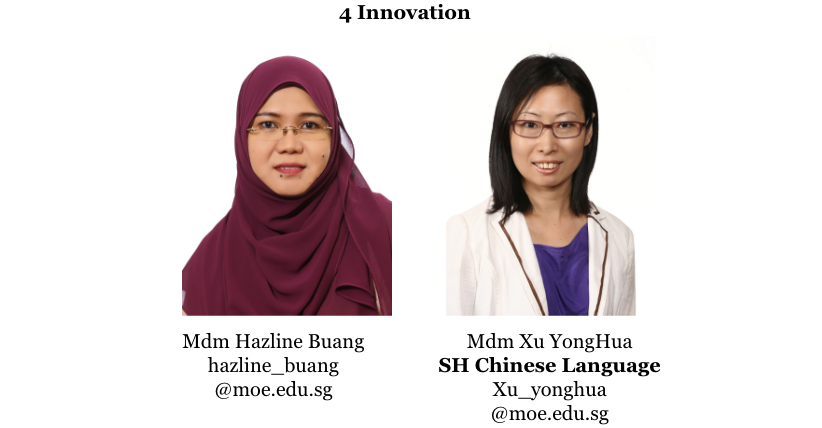 4 Innovation
Mdm Hazline Buang
hazline_buang
@moe.edu.sg
Mdm Xu YongHua
SH Chinese Language
Xu_yonghua
@moe.edu.sg